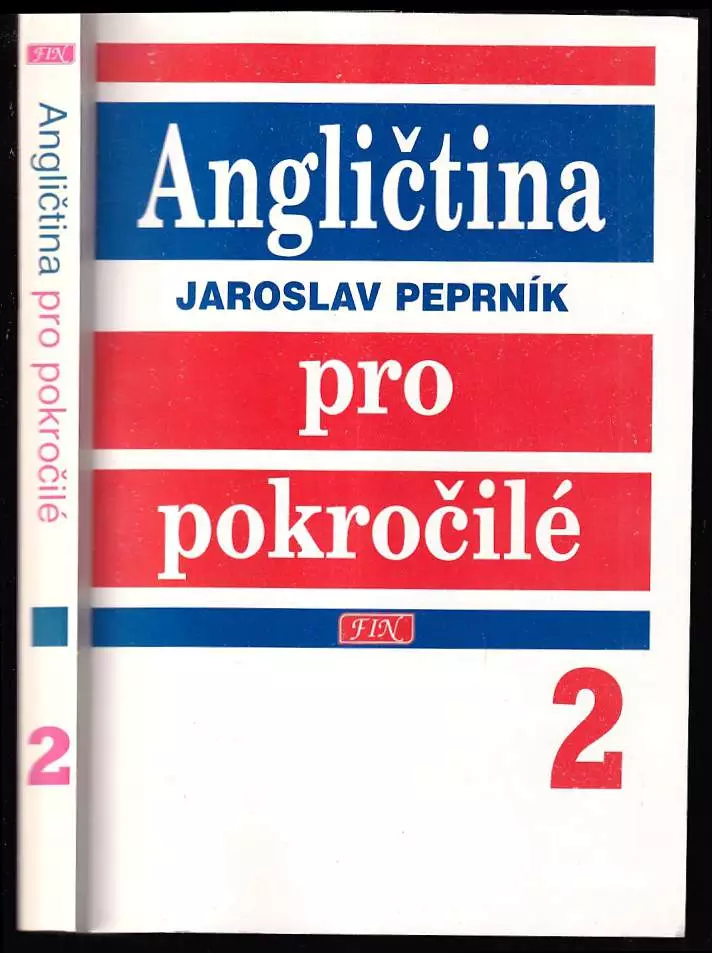 FIN
Angličtina pro pokročilé
2
Angličtina
JAROSLAV PEPRNÍK
pro
pokročilé
FIN
2